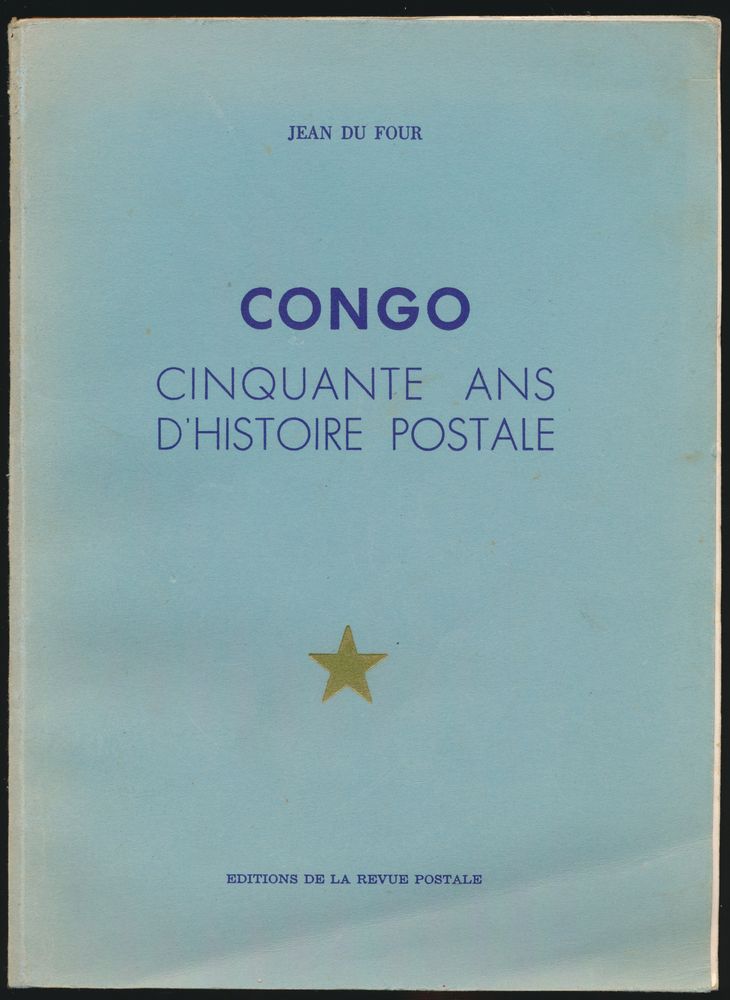 JEAN DU FOUR
CONGO
CINQUANTE ANS
D'HISTOIRE POSTALE
EDITIONS DE LA REVUE POSTALE